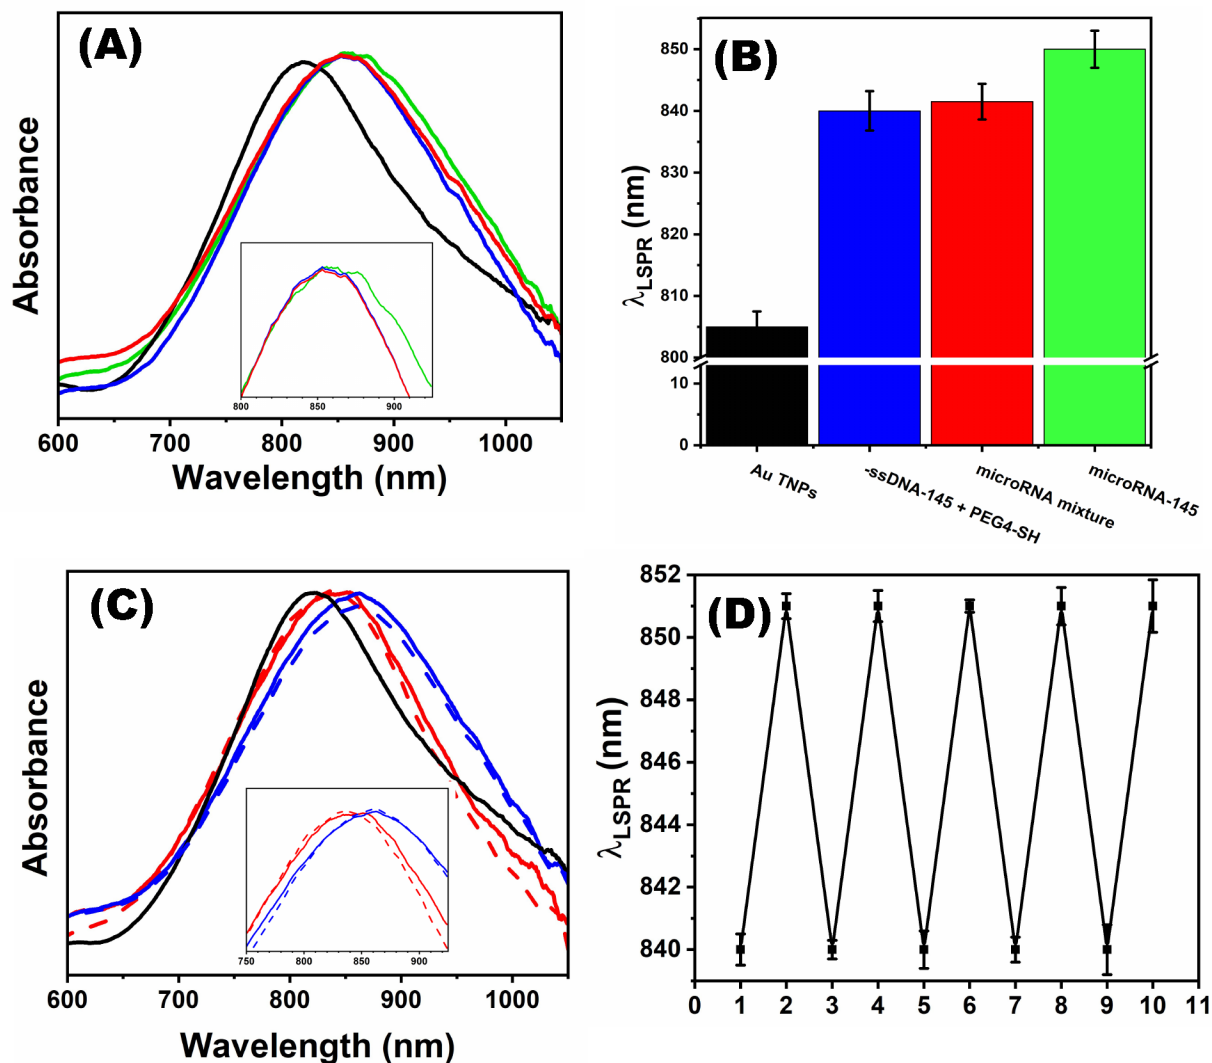 (A)
Absorbance
800 850 900
600 700 800 900 1000
Wavelength (nm)
(B)
λLSPR (nm)
850
840
830
820
810
800
10
0
Au TNPs
-ssDNA-145 + PEG4-SH
microRNA mixture
microRNA-145
(C)
Absorbance
750 800 850 900
600 700 800 900 1000
Wavelength (nm)
(D)
λLSPR (nm)
852
850
848
846
844
842
840
0 1 2 3 4 5 6 7 8 9 10 11